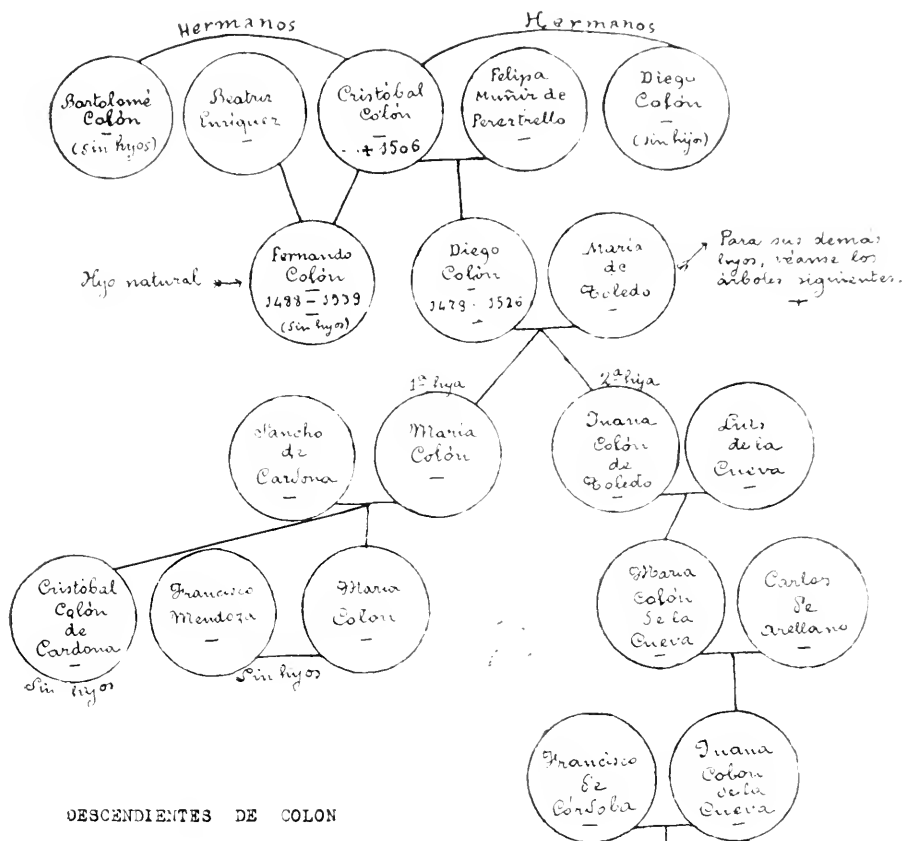 Hermanos
Hermanos
Bartolomé
Colón
(sin hijos)
Beatriz
Enríquez
Cristóbal
Colón
+ 1506
Felipa
Muñiz de
Perestrello
Diego
Colón
(sin hijos)
Hijo natural
Fernando
Colón
1488 - 1539
(sin hijos)
Diego
Colón
1479 - 1526
María
de
Toledo
Para sus demás
hijos, véanse los
árboles siguientes.
1ª hija
2ª hija
Sancho
de
Cardona
María
Colón
Juana
Colón
de
Toledo
Luis
de la
Cueva
Cristóbal
Colón
de
Cardona
Sin hijos
Francisco
Mendoza
María
Colon
Sin hijos
María
Colón
de la
Cueva
Carlos
de
Arellano
Francisco
de
Córdoba
Juana
Colon
de la
Cueva
DESCENDIENTES DE COLON